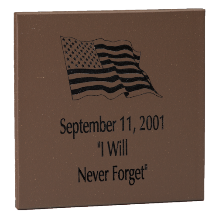 September 11, 2001
"I Will
Never Forget"